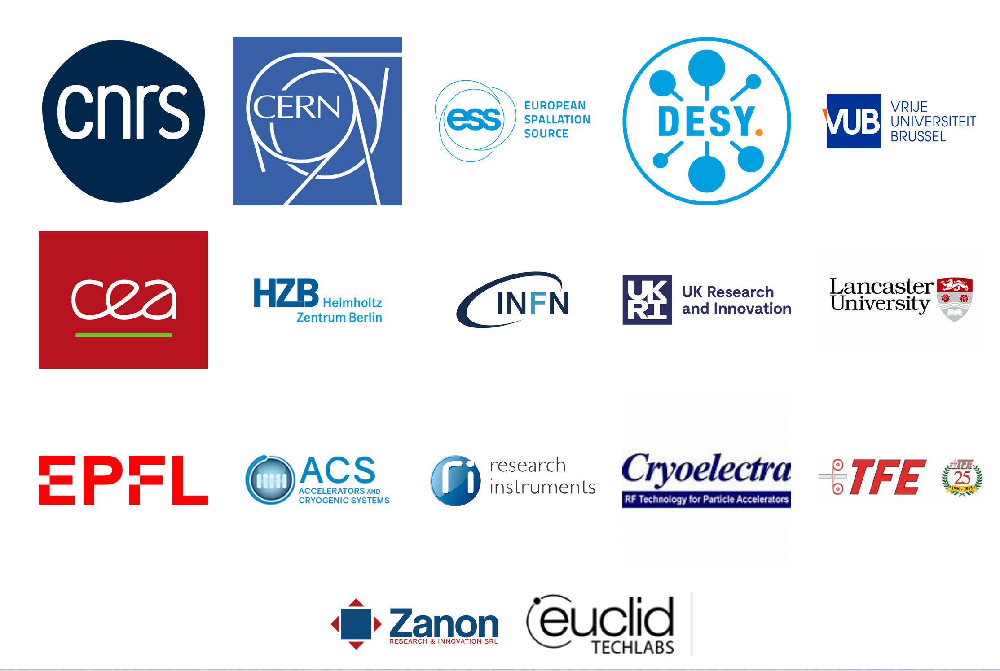 cnrs
CERN
ess
EUROPEAN
SPALLATION
SOURCE
DESY.
VUB
VRIJE
UNIVERSITEIT
BRUSSEL
cea
HZB
Helmholtz
Zentrum Berlin
INFN
UK
RI
UK Research
and Innovation
Lancaster
University
EPFL
ACS
ACCELERATORS AND
CRYOGENIC SYSTEMS
ri
research
instruments
Cryoelectra
RF Technology for Particle Accelerators
TFE
TFE
25
1990 - 2015
Zanon
RESEARCH & INNOVATION SRL
euclid
TECHLABS